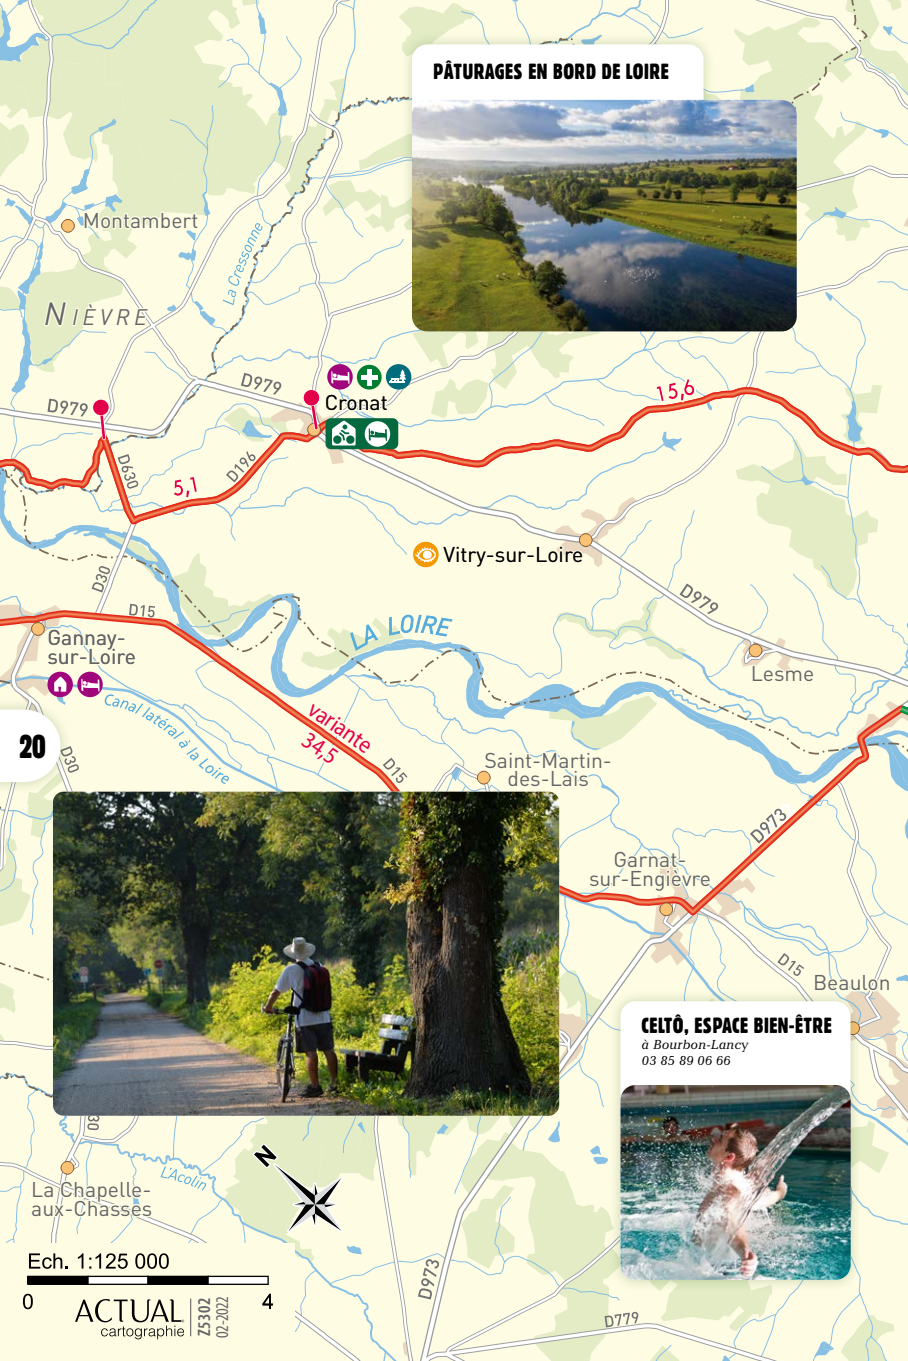 PÂTURAGES EN BORD DE LOIRE
Montambert
La Cressonne
NIÈVRE
D979
D979
Cronat
15,6
D630
D196
5,1
Vitry-sur-Loire
D30
D15
D979
LA LOIRE
Gannay-
sur-Loire
Lesme
Canal latéral à la Loire
variante
34,5
20
D30
D15
Saint-Martin-
des-Lais
D973
Garnat-
sur-Engièvre
D15
Beaulon
CELTÔ, ESPACE BIEN-ÊTRE
à Bourbon-Lancy
03 85 89 06 66
N
L'Acolin
La Chapelle-
aux-Chasses
Ech. 1:125 000
0
4
ACTUAL
cartographie
Z5302
02-2022
D973
D779